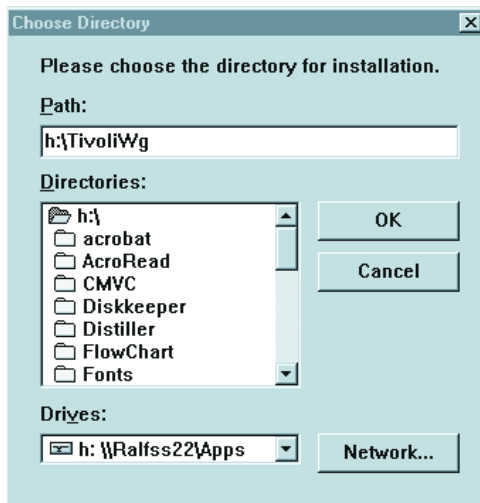 Choose Directory
Please choose the directory for installation.
Path:
h:\TivoliWg
Directories:
h:\
acrobat
AcroRead
CMVC
Diskkeeper
Distiller
FlowChart
Fonts
OK
Cancel
Drives:
h: \\Ralfss22\Apps
Network...